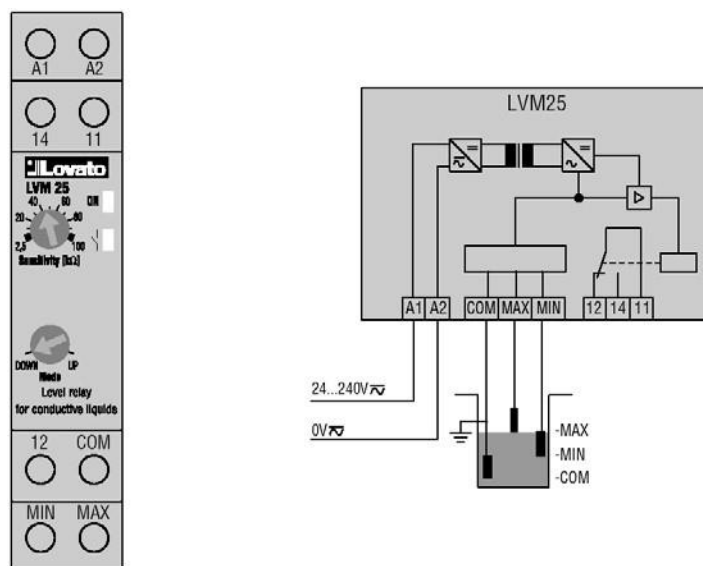 A1 A2
14 11
Lovato
LVM 25
40 60 ON
20 80
2,5 100
Sensitivity [kΩ]
DOWN UP
Mode
Level relay
for conductive liquids
12 COM
MIN MAX
LVM25
A1 A2 COM MAX MIN 12 14 11
24...240V
0V
-MAX
-MIN
-COM